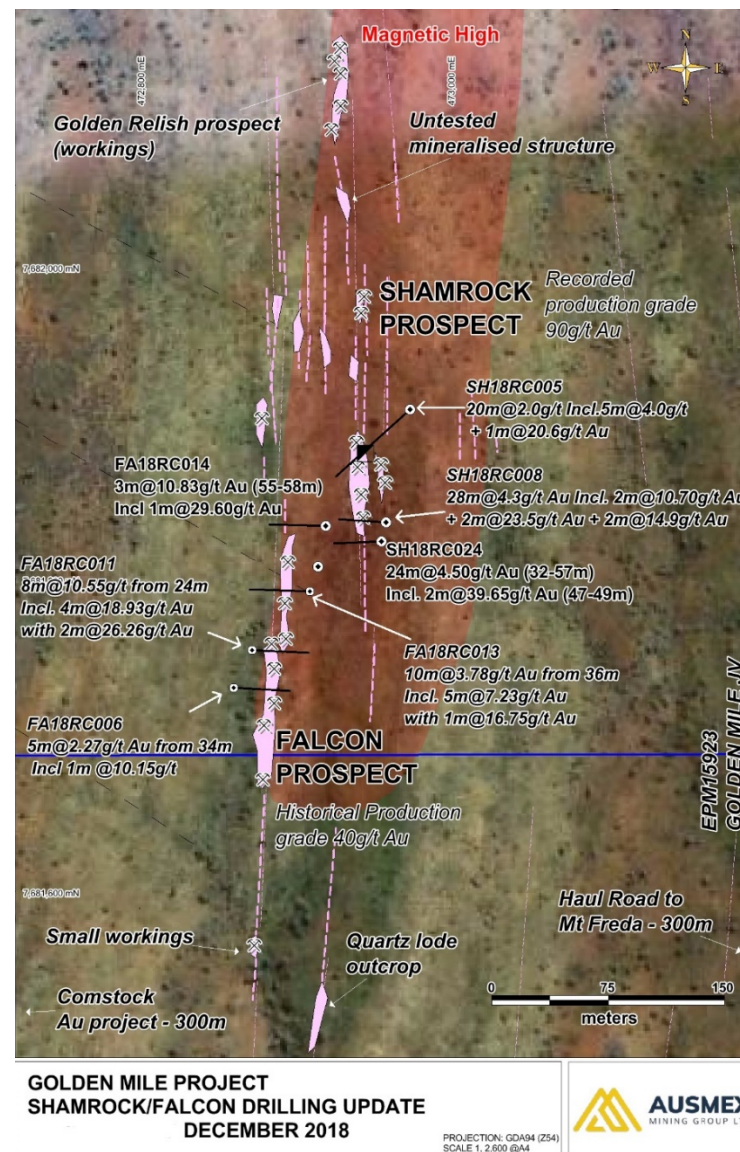 Magnetic High
N
W
E
S
472,800 mE
473,000 mE
Golden Relish prospect
(workings)
Untested
mineralised structure
7,682,000 mN
SHAMROCK
PROSPECT
Recorded
production grade
90g/t Au
SH18RC005
20m@2.0g/t Incl.5m@4.0g/t
+ 1m@20.6g/t Au
FA18RC014
3m@10.83g/t Au (55-58m)
Incl 1m@29.60g/t Au
SH18RC008
28m@4.3g/t Au Incl. 2m@10.70g/t Au
+ 2m@23.5g/t Au + 2m@14.9g/t Au
SH18RC024
24m@4.50g/t Au (32-57m)
Incl. 2m@39.65g/t Au (47-49m)
FA18RC011
8m@10.55g/t from 24m
Incl. 4m@18.93g/t Au
with 2m@26.26g/t Au
FA18RC013
10m@3.78g/t Au from 36m
Incl. 5m@7.23g/t Au
with 1m@16.75g/t Au
FA18RC006
5m@2.27g/t Au from 34m
Incl 1m @10.15g/t
FALCON
PROSPECT
Historical Production
grade 40g/t Au
EPM15923
GOLDEN MILE JV
7,681,600 mN
Small workings
Quartz lode
outcrop
Haul Road to
Mt Freda - 300m
Comstock
Au project - 300m
0 75 150
meters
GOLDEN MILE PROJECT
SHAMROCK/FALCON DRILLING UPDATE
DECEMBER 2018
PROJECTION: GDA94 (Z54)
SCALE 1, 2,600 @A4
AUSMEX
MINING GROUP